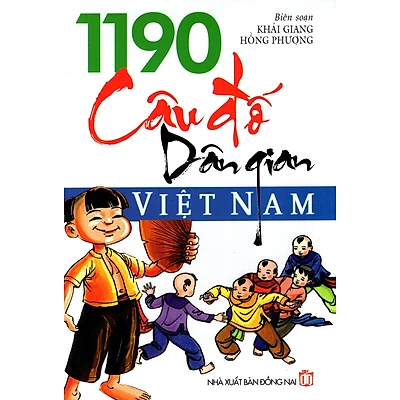 1190
Biên soạn
KHẢI GIANG
HỒNG PHƯỢNG
Câu đố
Dân gian
VIỆT NAM
NHÀ XUẤT BẢN ĐỒNG NAI